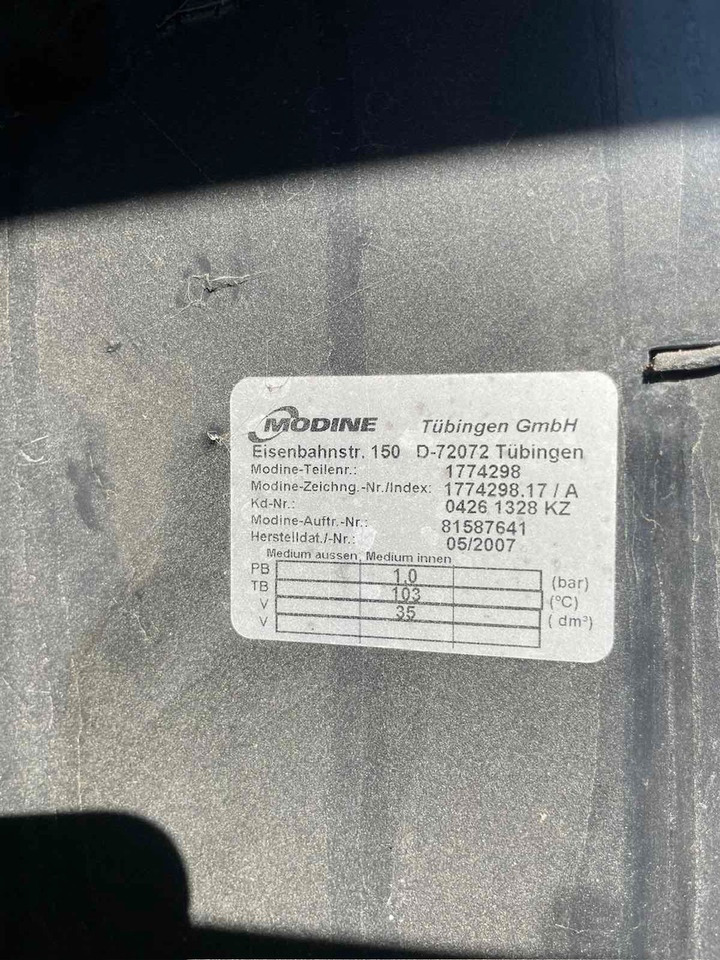 MODINE Tübingen GmbH
Eisenbahnstr. 150 D-72072 Tübingen
Modine-Teilenr.: 1774298
Modine-Zeichng.-Nr./Index: 1774298.17 / A
Kd-Nr.: 0426 1328 KZ
Modine-Auftr.-Nr.: 81587641
Herstelldat./-Nr.: 05/2007
Medium aussen Medium innen
PB 1,0 (bar)
TB 103 (°C)
V 35 (dm³)
V